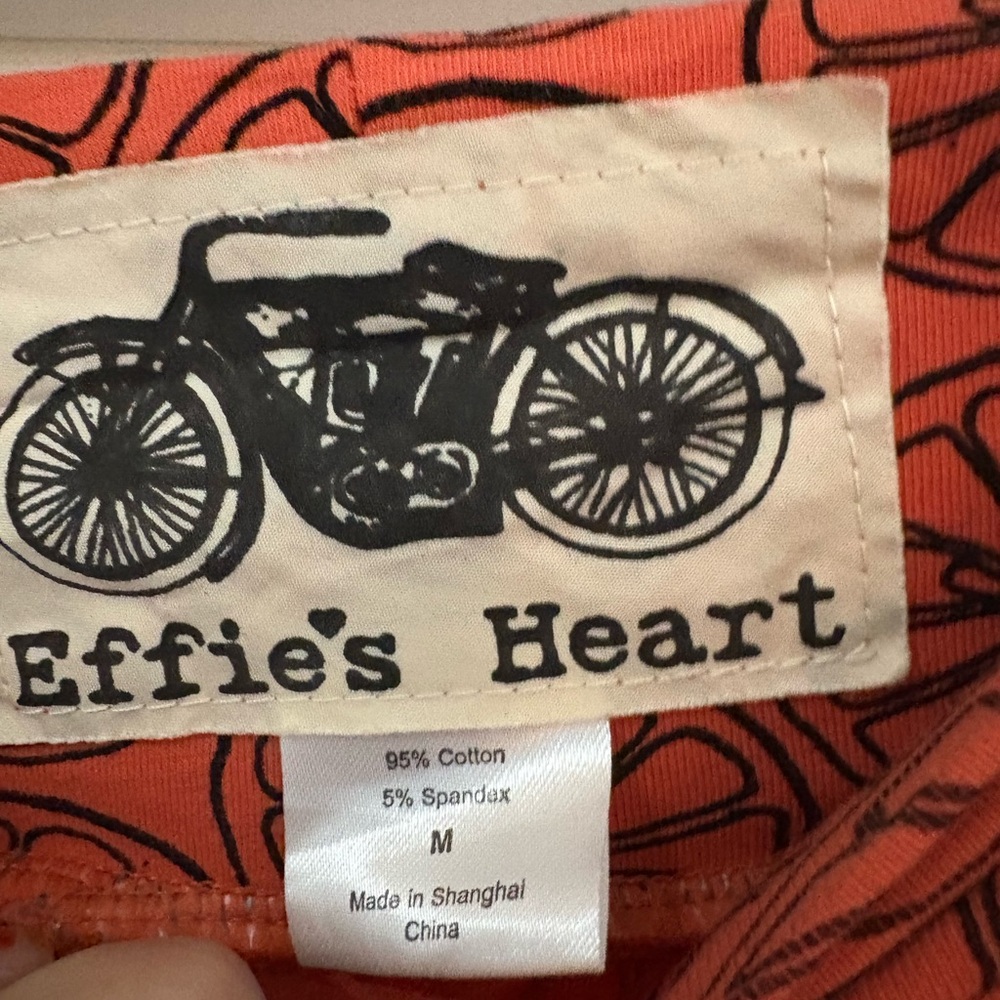 Effie's Heart
95% Cotton
5% Spandex
M
Made in Shanghai
China